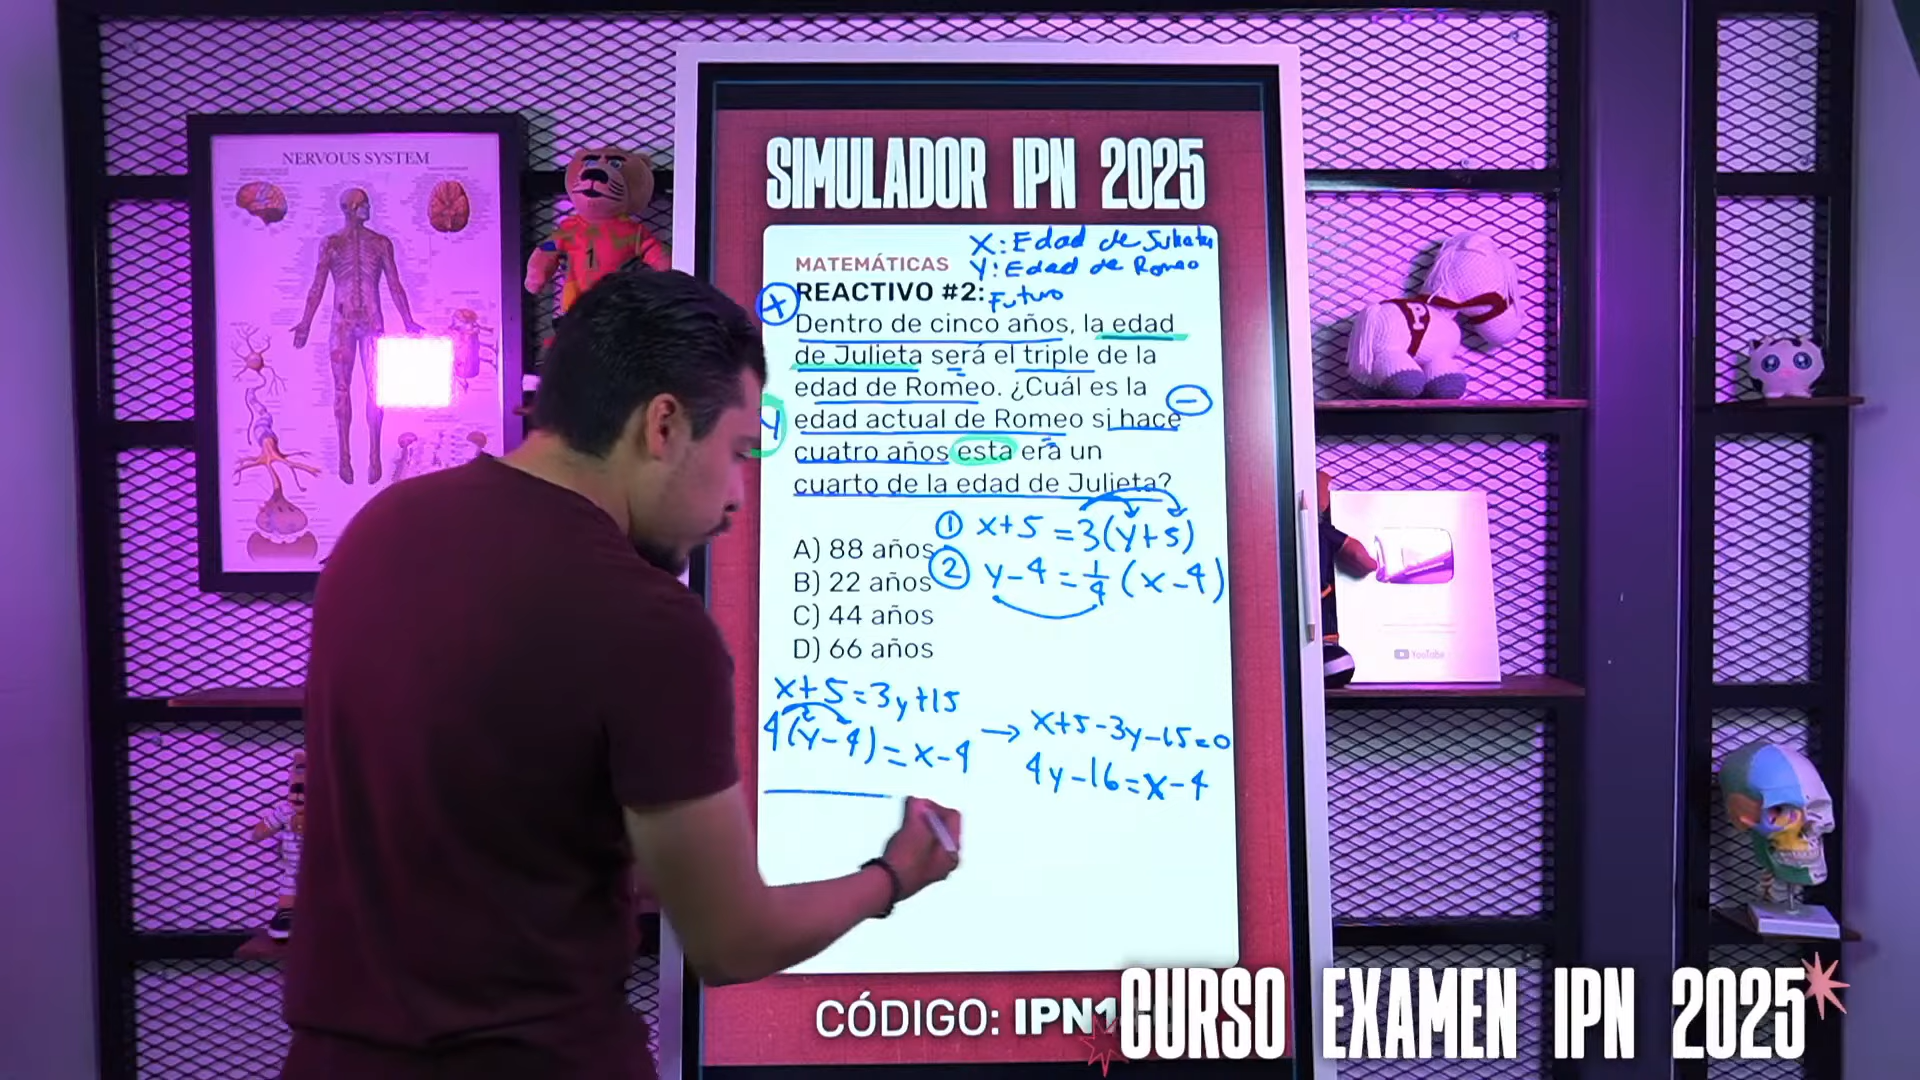 NERVOUS SYSTEM
SIMULADOR IPN 2025
X: Edad de Julieta
MATEMÁTICAS
Y: Edad de Romeo
REACTIVO #2:
Futuro
+
Dentro de cinco años, la edad
de Julieta será el triple de la
edad de Romeo. ¿Cuál es la
−
y
edad actual de Romeo si hace
cuatro años esta era un
cuarto de la edad de Julieta?
① x+5=3(y+5)
A) 88 años
② y-4=1/4(x-4)
B) 22 años
C) 44 años
D) 66 años
x+5=3y+15
4(y-4)=x-4
→ x+5-3y-15=0
4y-16=x-4
YouTube
P
1
CÓDIGO: IPN1
CURSO EXAMEN IPN 2025